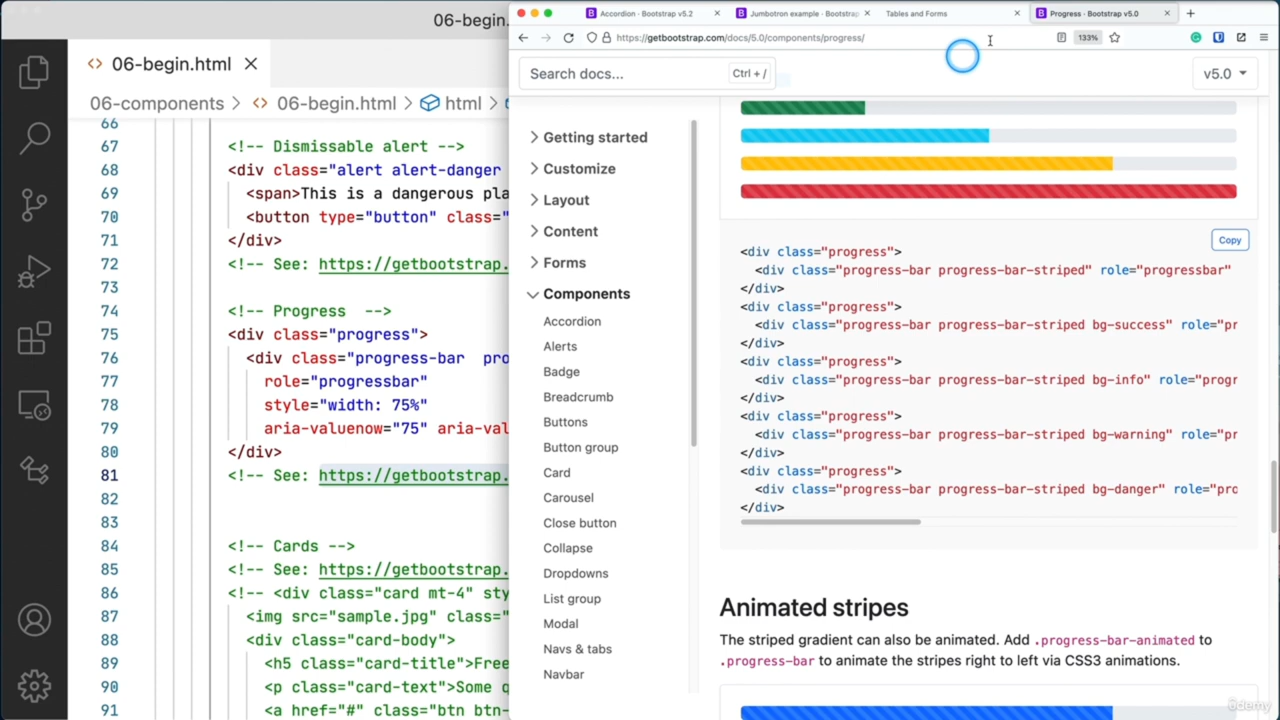 06-begin.
06-begin.html
06-components > 06-begin.html > html >
66
67 <!-- Dismissable alert -->
68 <div class="alert alert-danger
69 <span>This is a dangerous pla
70 <button type="button" class="
71 </div>
72 <!-- See: https://getbootstrap.
73
74 <!-- Progress  -->
75 <div class="progress">
76 <div class="progress-bar  pro
77 role="progressbar"
78 style="width: 75%"
79 aria-valuenow="75" aria-val
80 </div>
81 <!-- See: https://getbootstrap.
82
83
84 <!-- Cards -->
85 <!-- See: https://getbootstrap.
86 <!-- <div class="card mt-4" sty
87 <img src="sample.jpg" class="
88 <div class="card-body">
89 <h5 class="card-title">Free
90 <p class="card-text">Some q
91 <a href="#" class="btn btn-
Accordion · Bootstrap v5.2
Jumbotron example · Bootstrap
Tables and Forms
Progress · Bootstrap v5.0
https://getbootstrap.com/docs/5.0/components/progress/
133%
Search docs...
Ctrl + /
v5.0
Getting started
Customize
Layout
Content
Forms
Components
Accordion
Alerts
Badge
Breadcrumb
Buttons
Button group
Card
Carousel
Close button
Collapse
Dropdowns
List group
Modal
Navs & tabs
Navbar
Copy
<div class="progress">
<div class="progress-bar progress-bar-striped" role="progressbar"
</div>
<div class="progress">
<div class="progress-bar progress-bar-striped bg-success" role="pr
</div>
<div class="progress">
<div class="progress-bar progress-bar-striped bg-info" role="progr
</div>
<div class="progress">
<div class="progress-bar progress-bar-striped bg-warning" role="pr
</div>
<div class="progress">
<div class="progress-bar progress-bar-striped bg-danger" role="pro
</div>
Animated stripes
The striped gradient can also be animated. Add .progress-bar-animated to
.progress-bar to animate the stripes right to left via CSS3 animations.
ûdemy